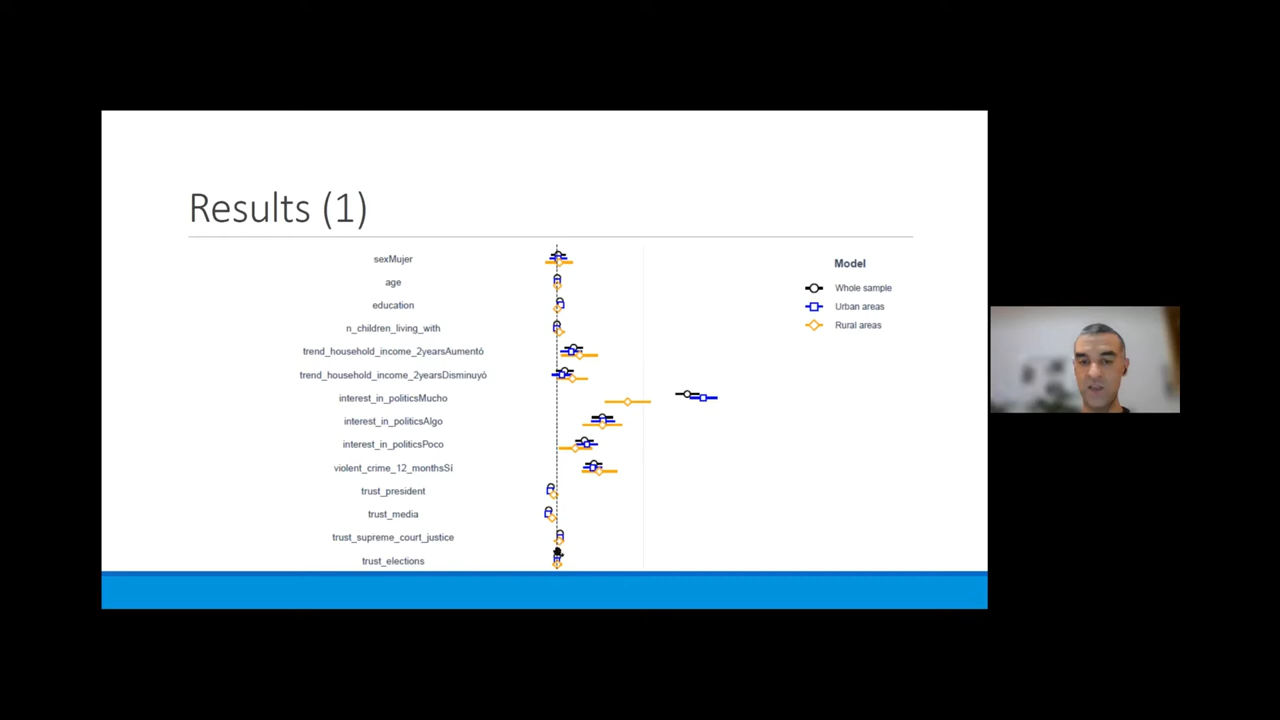 Results (1)
sexMujer
age
education
n_children_living_with
trend_household_income_2yearsAumentó
trend_household_income_2yearsDisminuyó
interest_in_politicsMucho
interest_in_politicsAlgo
interest_in_politicsPoco
violent_crime_12_monthsSí
trust_president
trust_media
trust_supreme_court_justice
trust_elections
Model
Whole sample
Urban areas
Rural areas